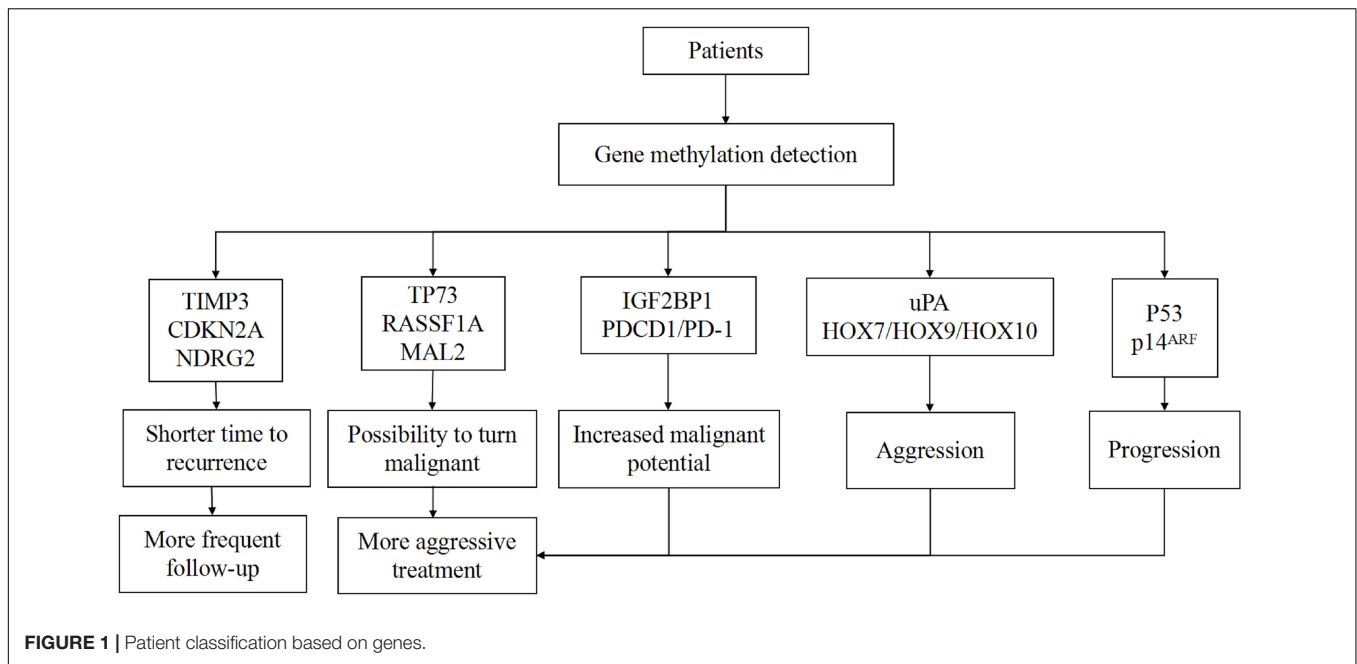 Patients
Gene methylation detection
TIMP3
CDKN2A
NDRG2
TP73
RASSF1A
MAL2
IGF2BP1
PDCD1/PD-1
uPA
HOX7/HOX9/HOX10
P53
p14ARF
Shorter time to
recurrence
Possibility to turn
malignant
Increased malignant
potential
Aggression
Progression
More frequent
follow-up
More aggressive
treatment
FIGURE 1 | Patient classification based on genes.